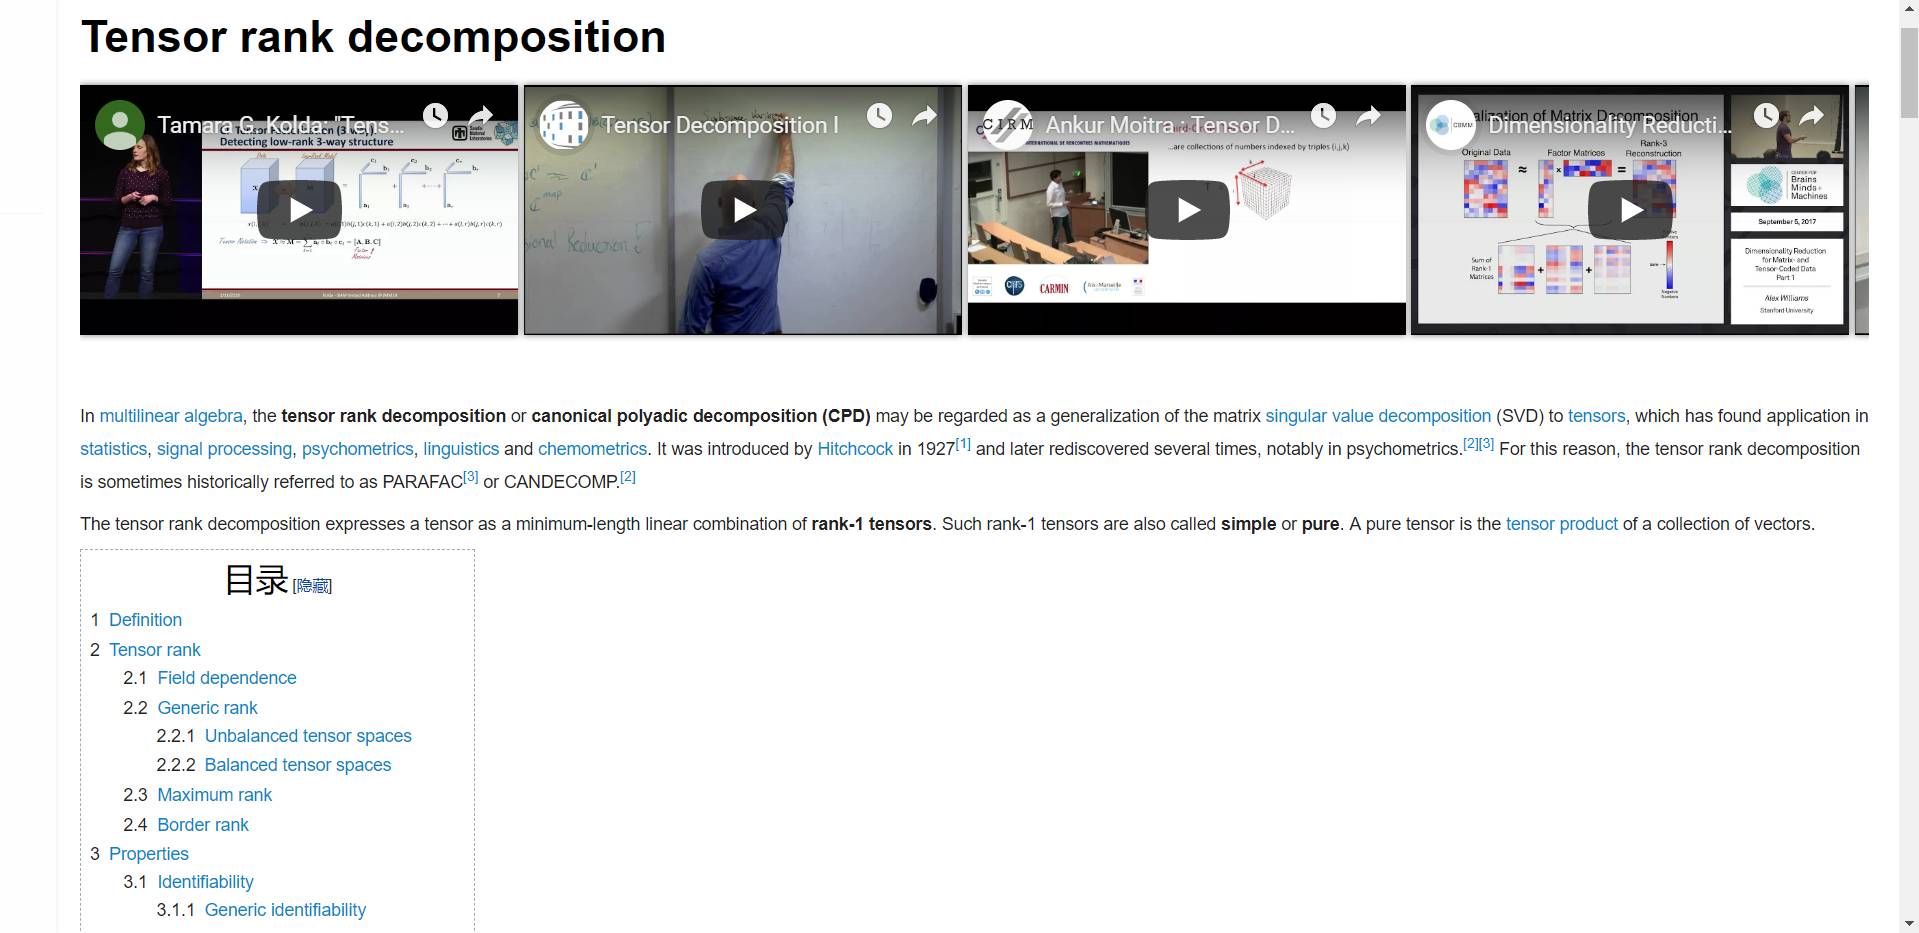 Tensor rank decomposition
Tamara G. Kolda: "Tens...
Detecting low-rank 3-way structure
Tensor Decomposition I
CIRM
Ankur Moitra : Tensor D...
INTERNATIONAL DE RENCONTRES MATHÉMATIQUES
...are collections of numbers indexed by triples (i,j,k)
CARMIN
Dimensionality Reducti...
alization of Matrix Decomposition
Original Data
Factor Matrices
Rank-3
Reconstruction
≈ x =
Sum of
Rank-1
Matrices
+ +
CBMM
CENTER FOR
Brains
Minds+
Machines
September 5, 2017
Dimensionality Reduction
for Matrix- and
Tensor-Coded Data
Part 1
Alex Williams
Stanford University
In multilinear algebra, the tensor rank decomposition or canonical polyadic decomposition (CPD) may be regarded as a generalization of the matrix singular value decomposition (SVD) to tensors, which has found application in
statistics, signal processing, psychometrics, linguistics and chemometrics. It was introduced by Hitchcock in 1927[1] and later rediscovered several times, notably in psychometrics.[2][3] For this reason, the tensor rank decomposition
is sometimes historically referred to as PARAFAC[3] or CANDECOMP.[2]
The tensor rank decomposition expresses a tensor as a minimum-length linear combination of rank-1 tensors. Such rank-1 tensors are also called simple or pure. A pure tensor is the tensor product of a collection of vectors.
目录 [隐藏]
1 Definition
2 Tensor rank
2.1 Field dependence
2.2 Generic rank
2.2.1 Unbalanced tensor spaces
2.2.2 Balanced tensor spaces
2.3 Maximum rank
2.4 Border rank
3 Properties
3.1 Identifiability
3.1.1 Generic identifiability